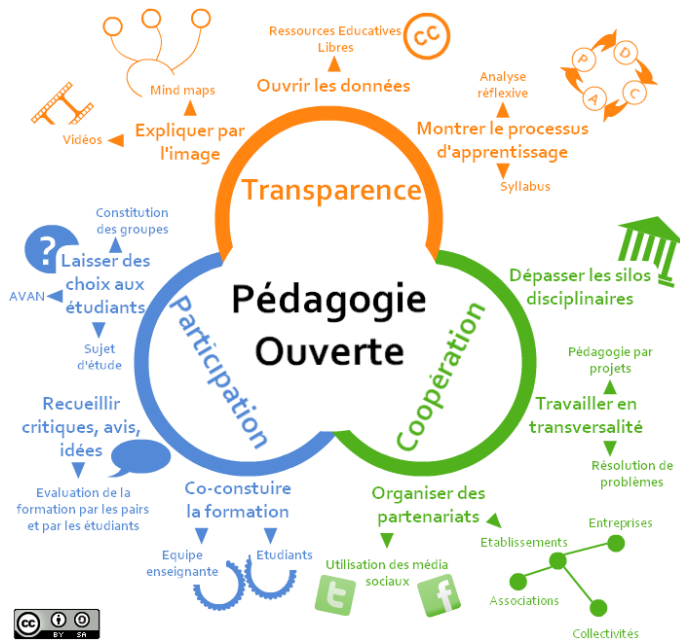 Pédagogie
Ouverte
Transparence
Mind maps
Vidéos
Expliquer par
l'image
Ressources Educatives
Libres
CC
Ouvrir les données
Analyse
réflexive
P
D
C
A
Montrer le processus
d'apprentissage
Syllabus
Participation
Constitution
des groupes
?
Laisser des
choix aux
étudiants
AVAN
Sujet
d'étude
Recueillir
critiques, avis,
idées
Evaluation de la
formation par les pairs
et par les étudiants
Co-constuire
la formation
Equipe
enseignante
Etudiants
Coopération
Dépasser les silos
disciplinaires
Pédagogie par
projets
Travailler en
transversalité
Résolution de
problèmes
Organiser des
partenariats
Utilisation des média
sociaux
t
f
Etablissements
Entreprises
Associations
Collectivités
cc
BY SA